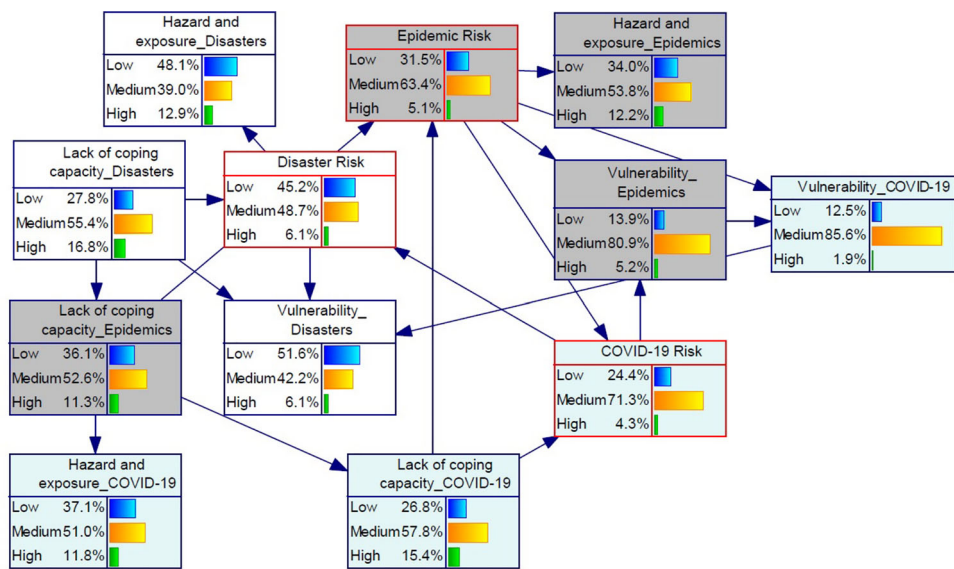 Hazard and
exposure_Disasters
Low 48.1%
Medium 39.0%
High 12.9%
Epidemic Risk
Low 31.5%
Medium 63.4%
High 5.1%
Hazard and
exposure_Epidemics
Low 34.0%
Medium 53.8%
High 12.2%
Lack of coping
capacity_Disasters
Low 27.8%
Medium 55.4%
High 16.8%
Disaster Risk
Low 45.2%
Medium 48.7%
High 6.1%
Vulnerability_
Epidemics
Low 13.9%
Medium 80.9%
High 5.2%
Vulnerability_COVID-19
Low 12.5%
Medium 85.6%
High 1.9%
Lack of coping
capacity_Epidemics
Low 36.1%
Medium 52.6%
High 11.3%
Vulnerability_
Disasters
Low 51.6%
Medium 42.2%
High 6.1%
COVID-19 Risk
Low 24.4%
Medium 71.3%
High 4.3%
Hazard and
exposure_COVID-19
Low 37.1%
Medium 51.0%
High 11.8%
Lack of coping
capacity_COVID-19
Low 26.8%
Medium 57.8%
High 15.4%